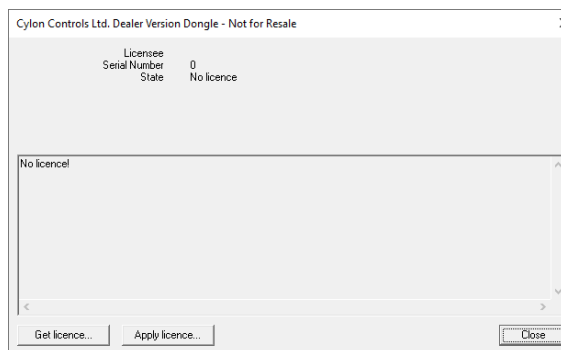 Cylon Controls Ltd. Dealer Version Dongle - Not for Resale
Licensee
Serial Number 0
State No licence
No licence!
Get licence... Apply licence... Close